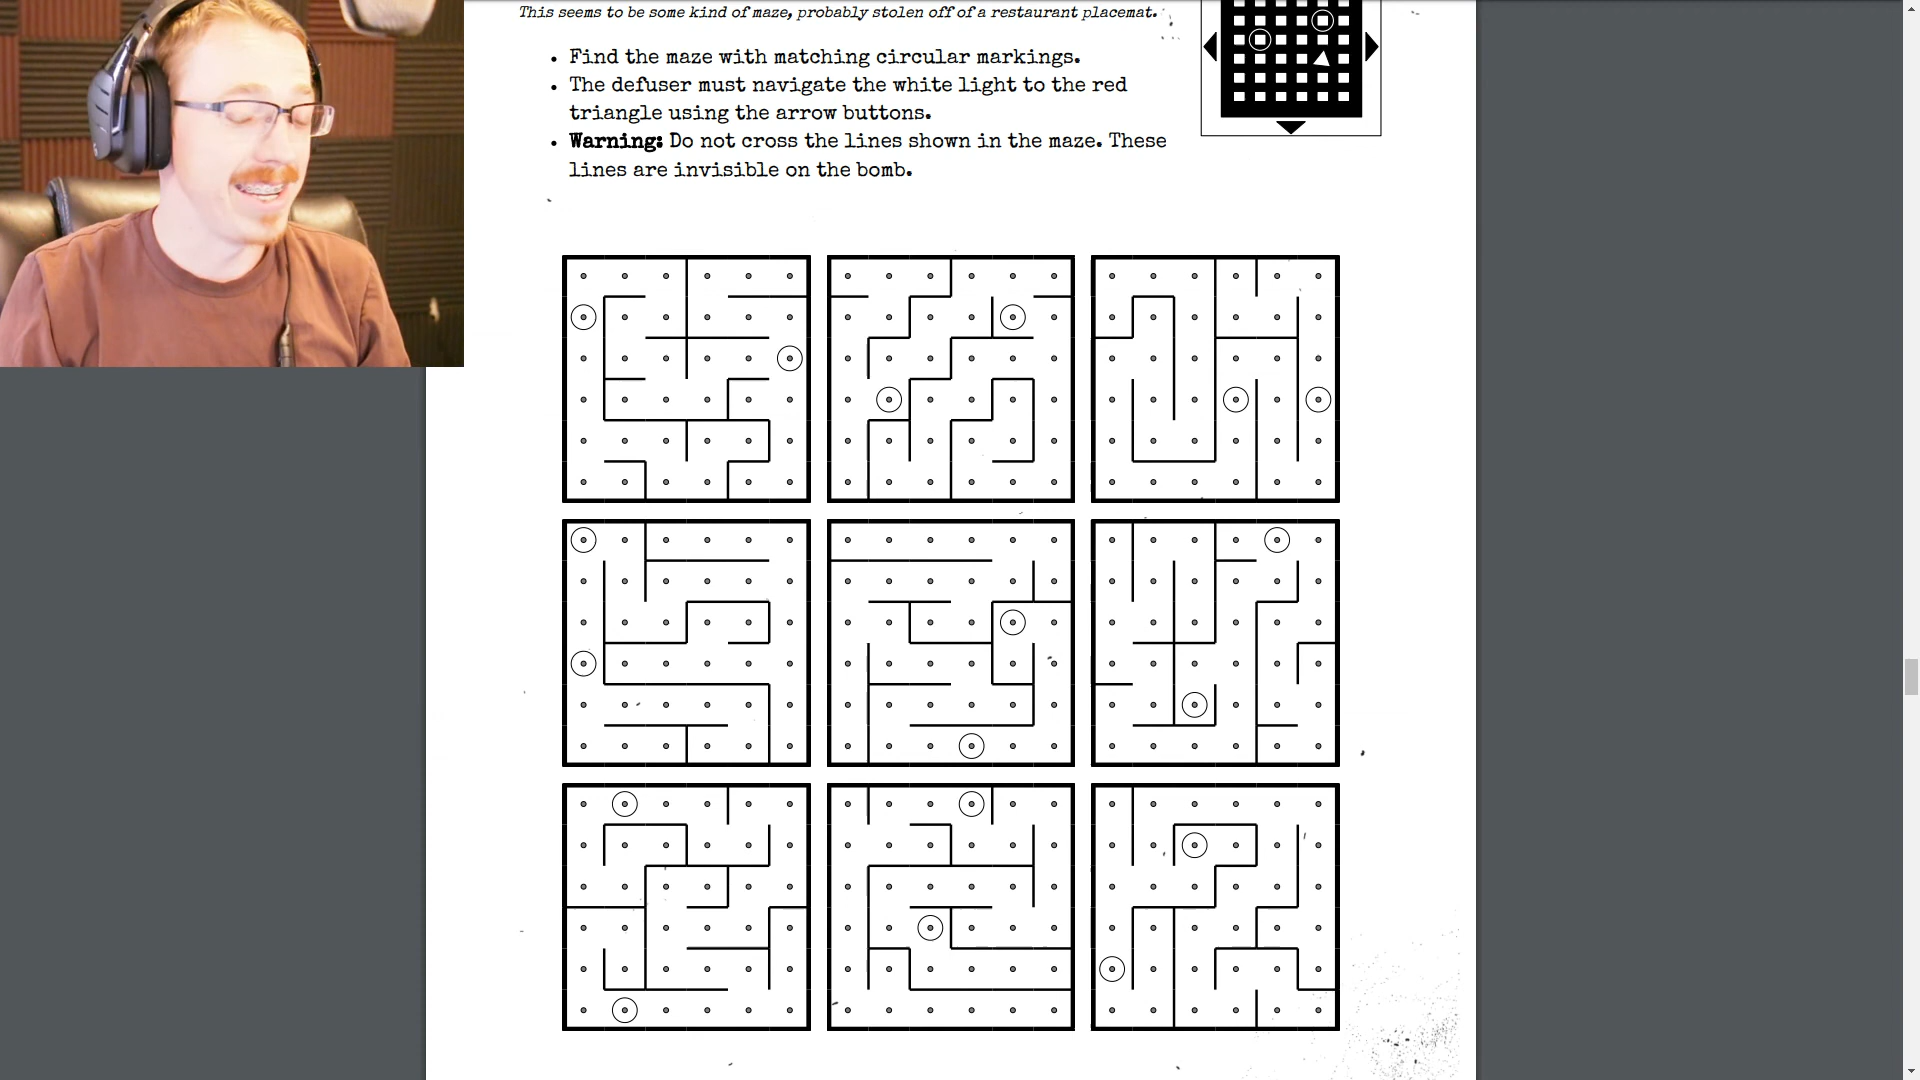 This seems to be some kind of maze, probably stolen off of a restaurant placemat.
• Find the maze with matching circular markings.
• The defuser must navigate the white light to the red
triangle using the arrow buttons.
• Warning: Do not cross the lines shown in the maze. These
lines are invisible on the bomb.